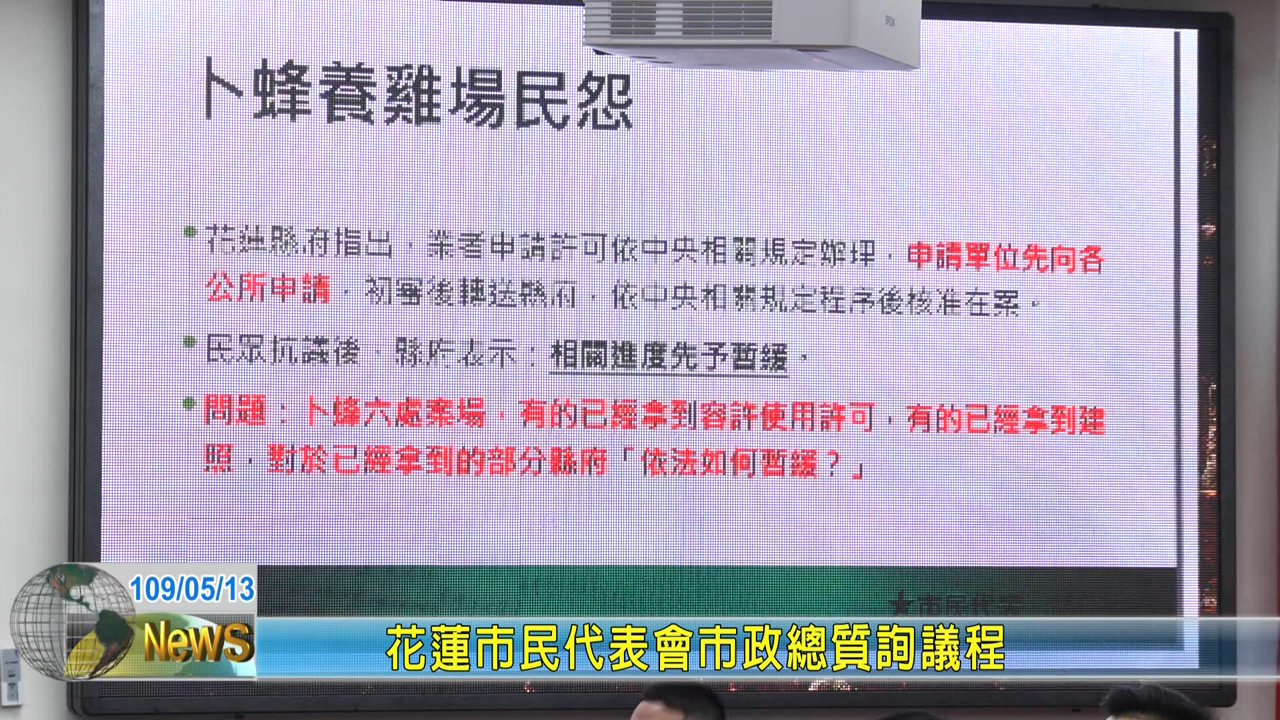 EPSON
卜蜂養雞場民怨
花蓮縣府指出，業者申請許可依中央相關規定辦理，申請單位先向各
公所申請，初審後轉送縣府，依中央相關規定程序後核准在案。
民眾抗議後，縣府表示：相關進度先予暫緩。
問題：卜蜂六處案場，有的已經拿到容許使用許可，有的已經拿到建
照，對於已經拿到的部分縣府「依法如何暫緩？」
★市民代表
109/05/13
NewS
花蓮市民代表會市政總質詢議程